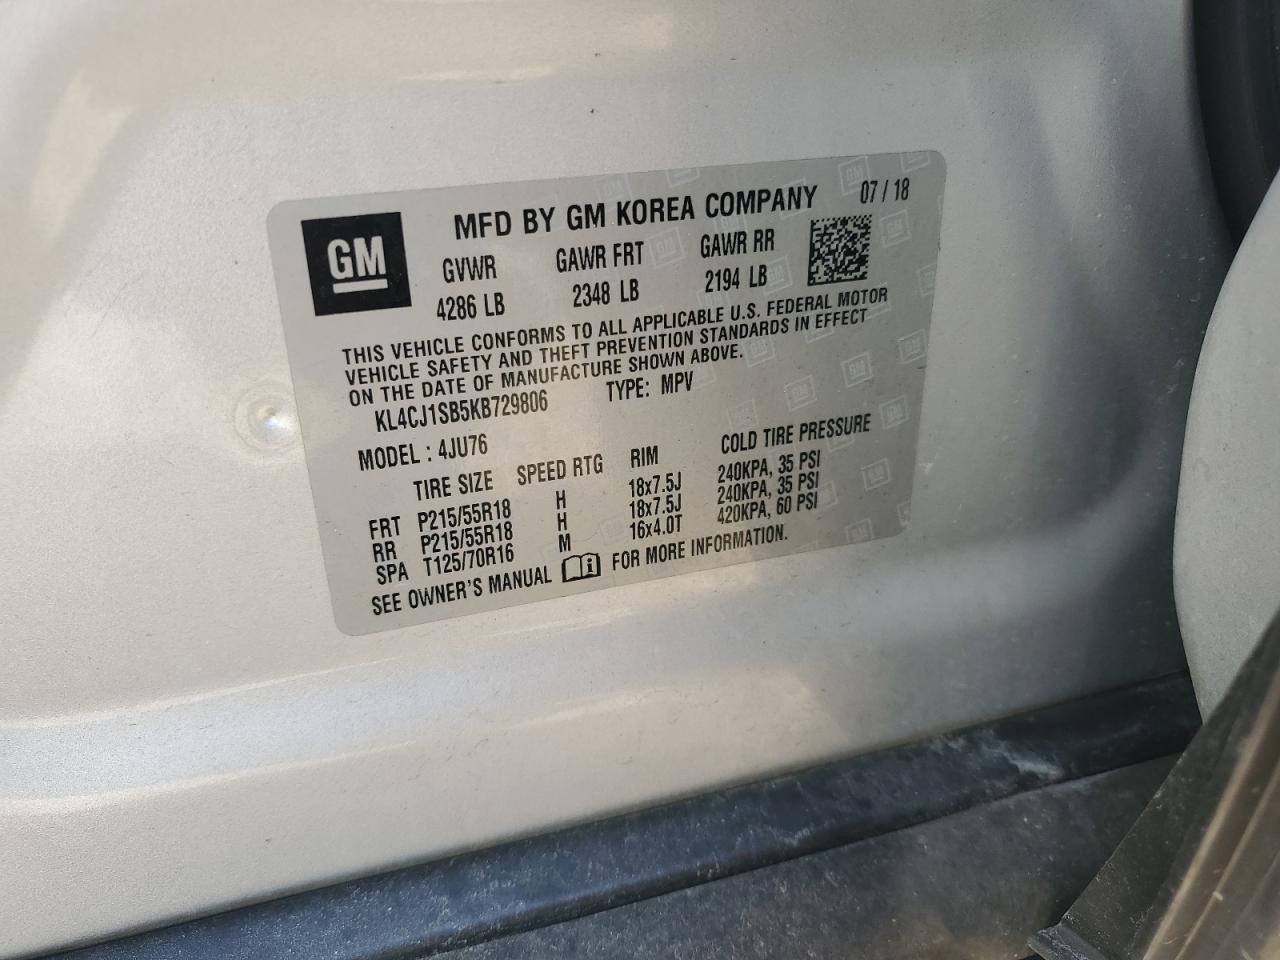 GM
MFD BY GM KOREA COMPANY 07 / 18
GVWR GAWR FRT GAWR RR
4286 LB 2348 LB 2194 LB
THIS VEHICLE CONFORMS TO ALL APPLICABLE U.S. FEDERAL MOTOR
VEHICLE SAFETY AND THEFT PREVENTION STANDARDS IN EFFECT
ON THE DATE OF MANUFACTURE SHOWN ABOVE.
KL4CJ1SB5KB729806 TYPE: MPV
MODEL : 4JU76
TIRE SIZE SPEED RTG RIM COLD TIRE PRESSURE
FRT P215/55R18 H 18x7.5J 240KPA, 35 PSI
RR P215/55R18 H 18x7.5J 240KPA, 35 PSI
SPA T125/70R16 M 16x4.0T 420KPA, 60 PSI
SEE OWNER'S MANUAL i FOR MORE INFORMATION.